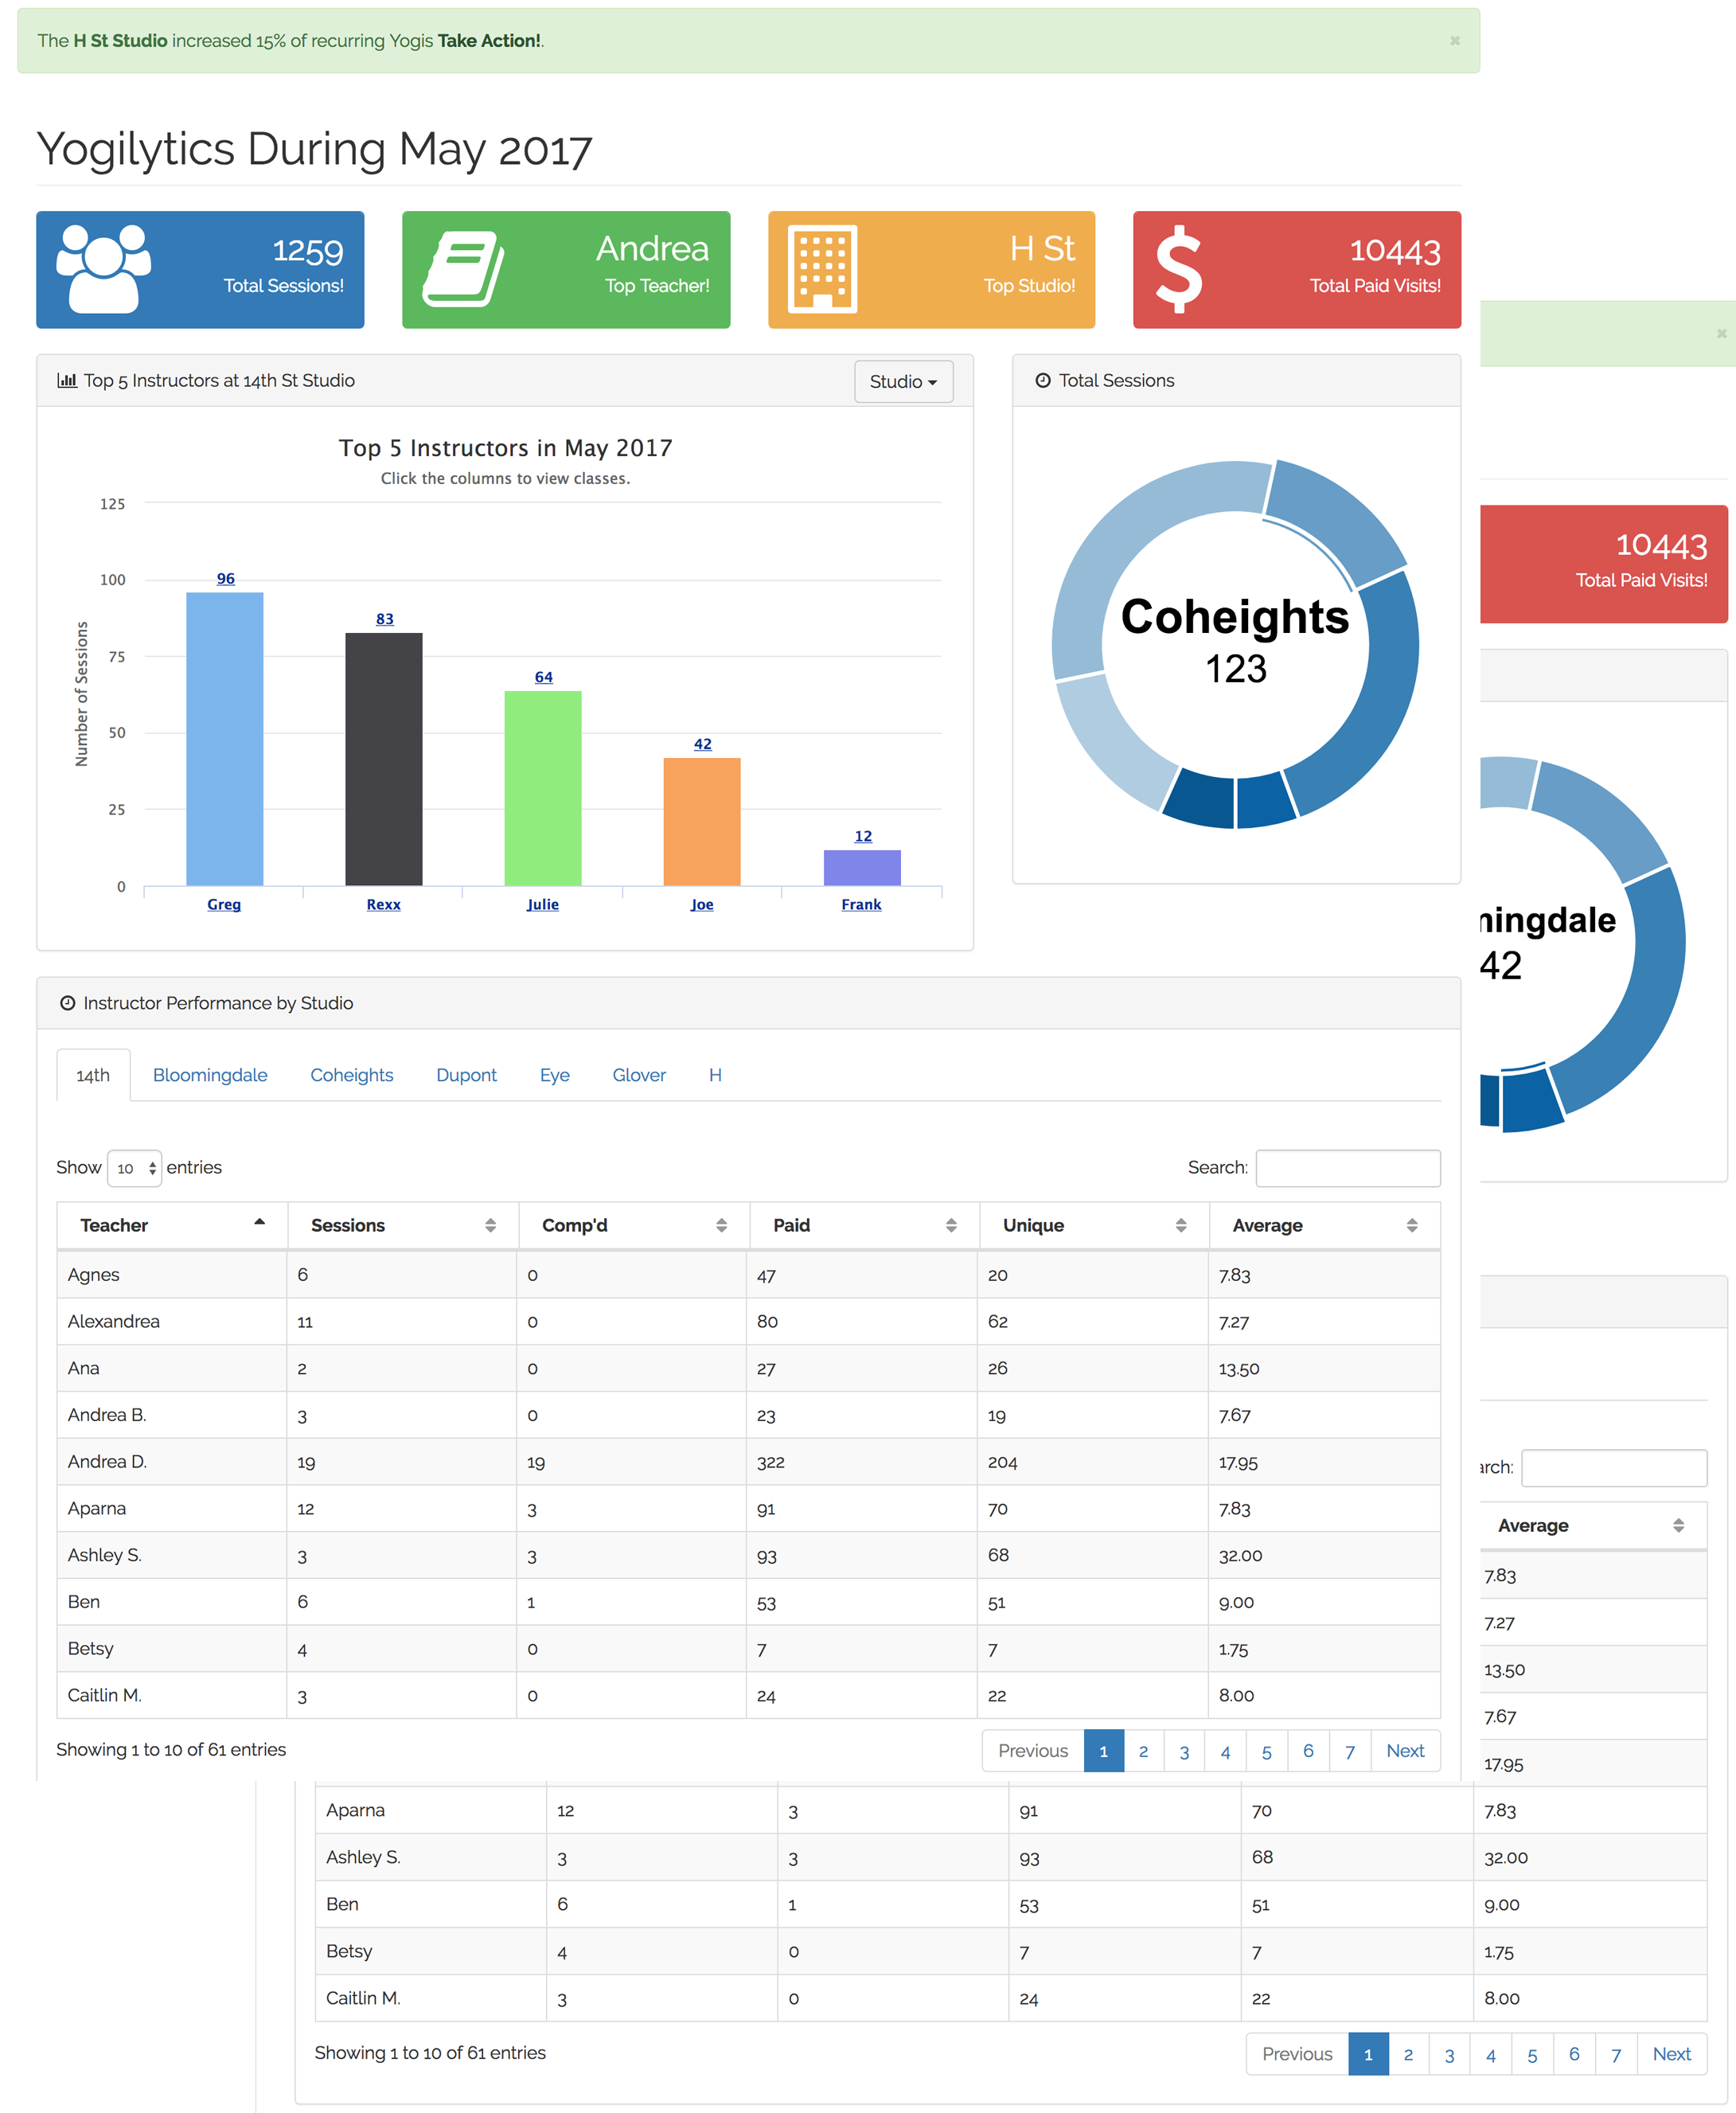 The H St Studio increased 15% of recurring Yogis Take Action!.
Yogilytics During May 2017
1259
Total Sessions!
Andrea
Top Teacher!
H St
Top Studio!
10443
Total Paid Visits!
Top 5 Instructors at 14th St Studio
Studio
Top 5 Instructors in May 2017
Click the columns to view classes.
Number of Sessions
125
100
75
50
25
0
96
83
64
42
12
Greg Rexx Julie Joe Frank
Total Sessions
Coheights
123
Instructor Performance by Studio
14th Bloomingdale Coheights Dupont Eye Glover H
Show 10 entries Search:
Teacher Sessions Comp'd Paid Unique Average
Agnes 6 0 47 20 7.83
Alexandrea 11 0 80 62 7.27
Ana 2 0 27 26 13.50
Andrea B. 3 0 23 19 7.67
Andrea D. 19 19 322 204 17.95
Aparna 12 3 91 70 7.83
Ashley S. 3 3 93 68 32.00
Ben 6 1 53 51 9.00
Betsy 4 0 7 7 1.75
Caitlin M. 3 0 24 22 8.00
Showing 1 to 10 of 61 entries Previous 1 2 3 4 5 6 7 Next
10443
Total Paid Visits!
mingdale
42
arch:
Average
7.83
7.27
13.50
7.67
17.95
Aparna 12 3 91 70 7.83
Ashley S. 3 3 93 68 32.00
Ben 6 1 53 51 9.00
Betsy 4 0 7 7 1.75
Caitlin M. 3 0 24 22 8.00
Showing 1 to 10 of 61 entries Previous 1 2 3 4 5 6 7 Next